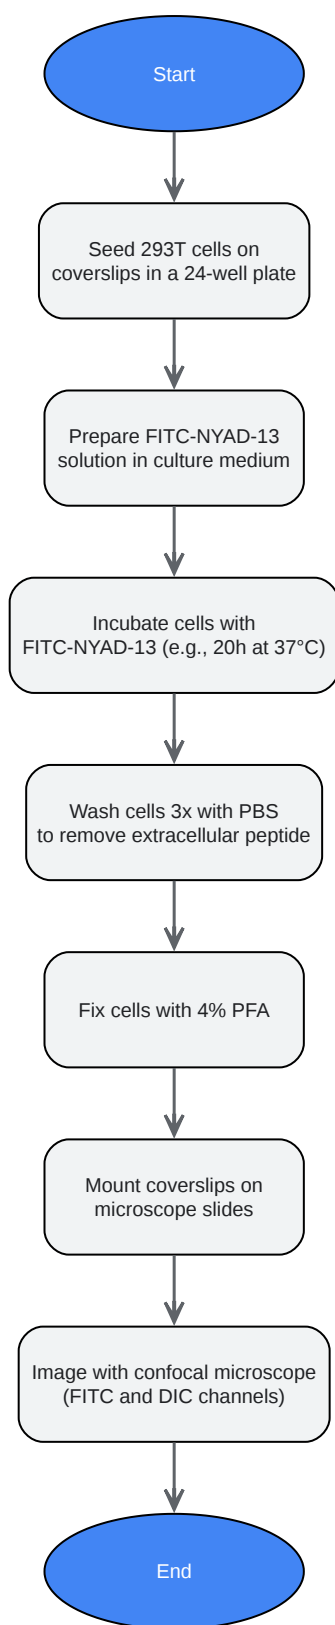 Start
Seed 293T cells on
coverslips in a 24-well plate
Prepare FITC-NYAD-13
solution in culture medium
Incubate cells with
FITC-NYAD-13 (e.g., 20h at 37°C)
Wash cells 3x with PBS
to remove extracellular peptide
Fix cells with 4% PFA
Mount coverslips on
microscope slides
Image with confocal microscope
(FITC and DIC channels)
End